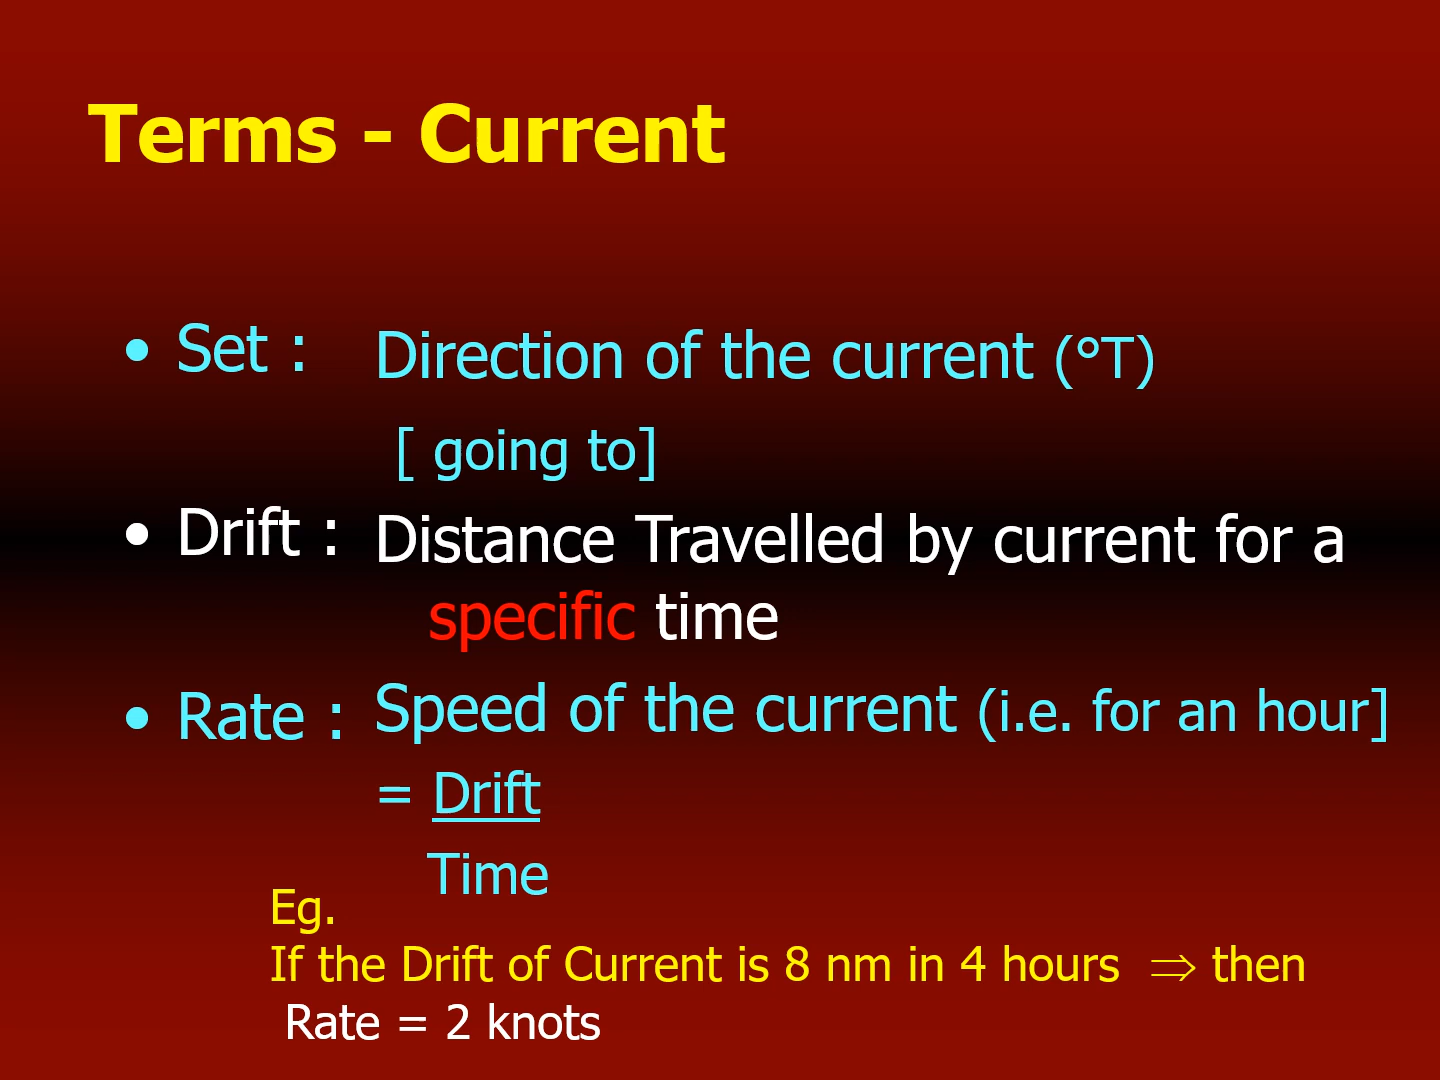 Terms - Current
• Set : Direction of the current (°T)
[ going to]
• Drift : Distance Travelled by current for a
specific time
• Rate : Speed of the current (i.e. for an hour]
= Drift
Time
Eg.
If the Drift of Current is 8 nm in 4 hours ⇒ then
Rate = 2 knots